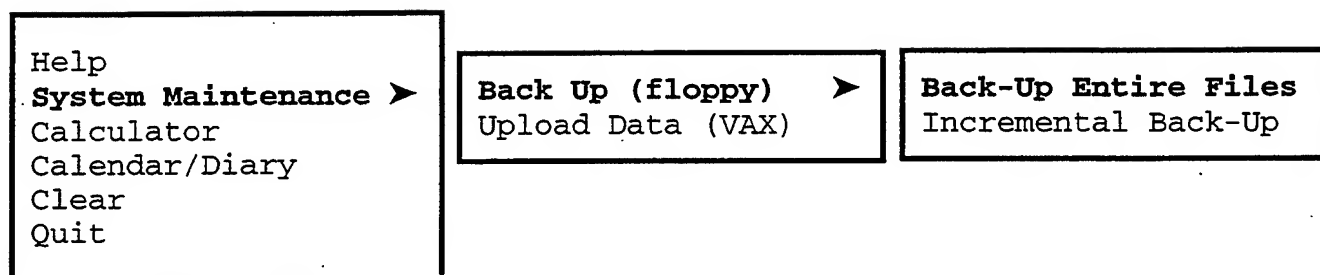 Help
System Maintenance ➤
Calculator
Calendar/Diary
Clear
Quit
Back Up (floppy) ➤
Upload Data (VAX)
Back-Up Entire Files
Incremental Back-Up